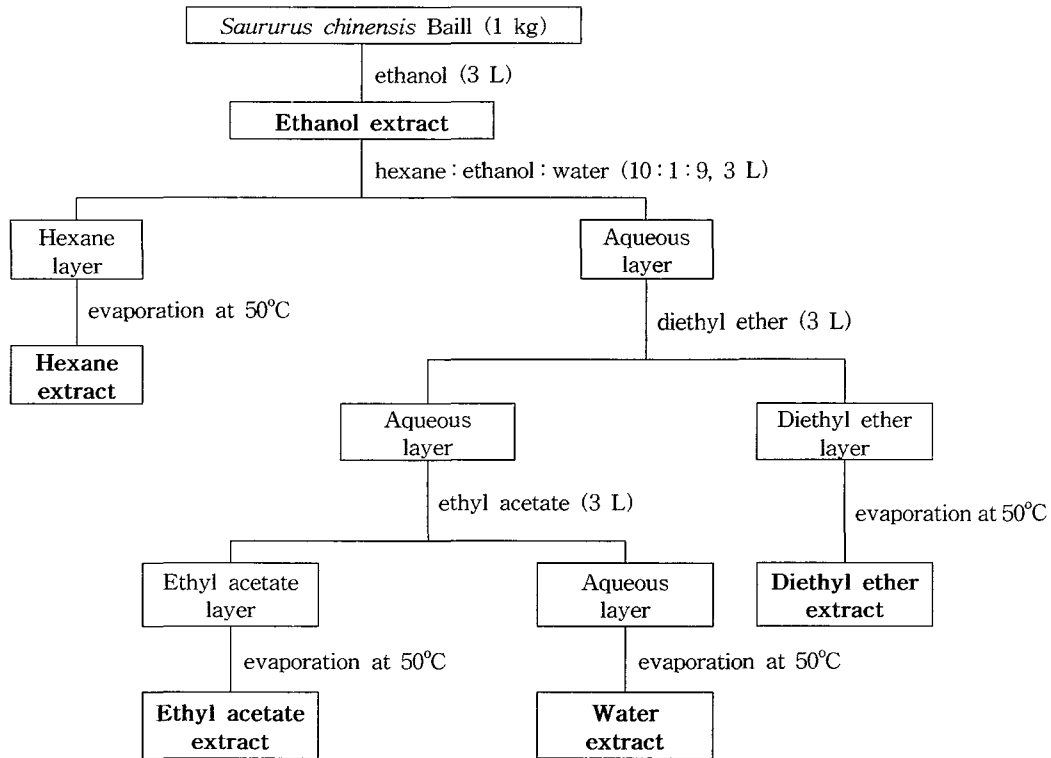 Saururus chinensis Baill (1 kg)
ethanol (3 L)
Ethanol extract
hexane : ethanol : water (10 : 1 : 9, 3 L)
Hexane
layer
Aqueous
layer
evaporation at 50°C
diethyl ether (3 L)
Hexane
extract
Aqueous
layer
Diethyl ether
layer
ethyl acetate (3 L)
evaporation at 50°C
Ethyl acetate
layer
Aqueous
layer
Diethyl ether
extract
evaporation at 50°C
evaporation at 50°C
Ethyl acetate
extract
Water
extract